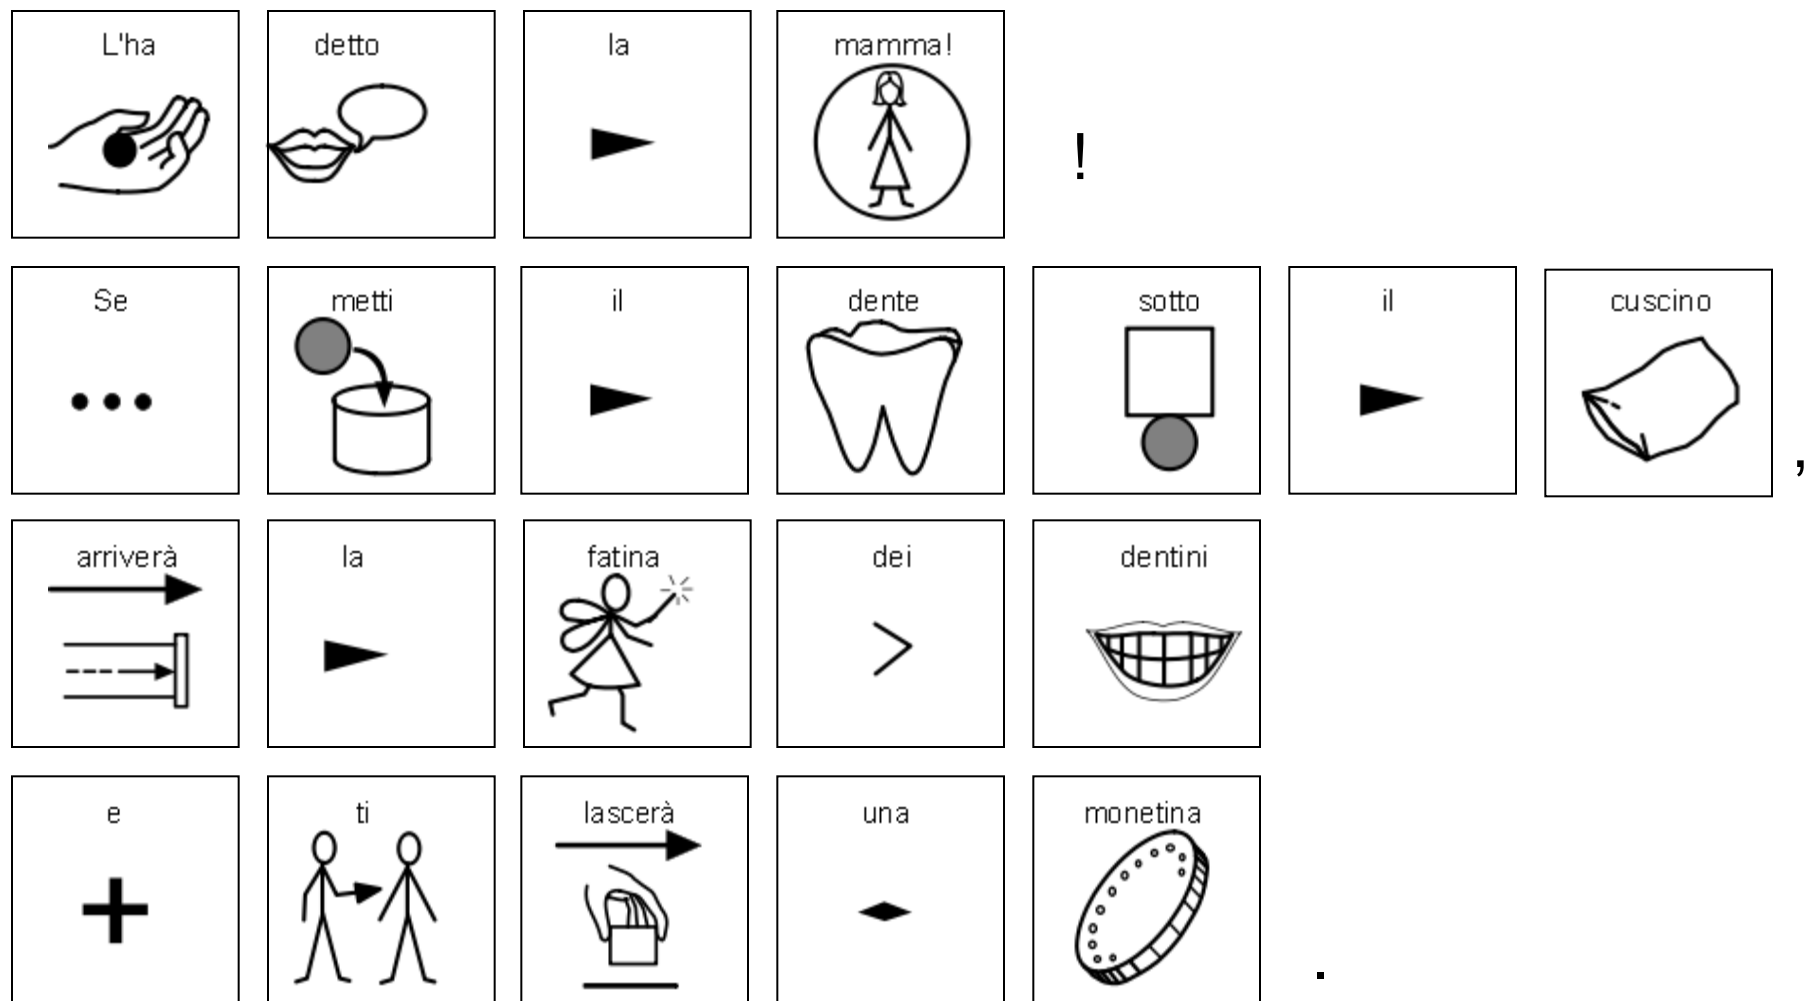 L'ha detto la mamma! !
Se metti il dente sotto il cuscino ,
arriverà la fatina dei dentini
e ti lascerà una monetina .